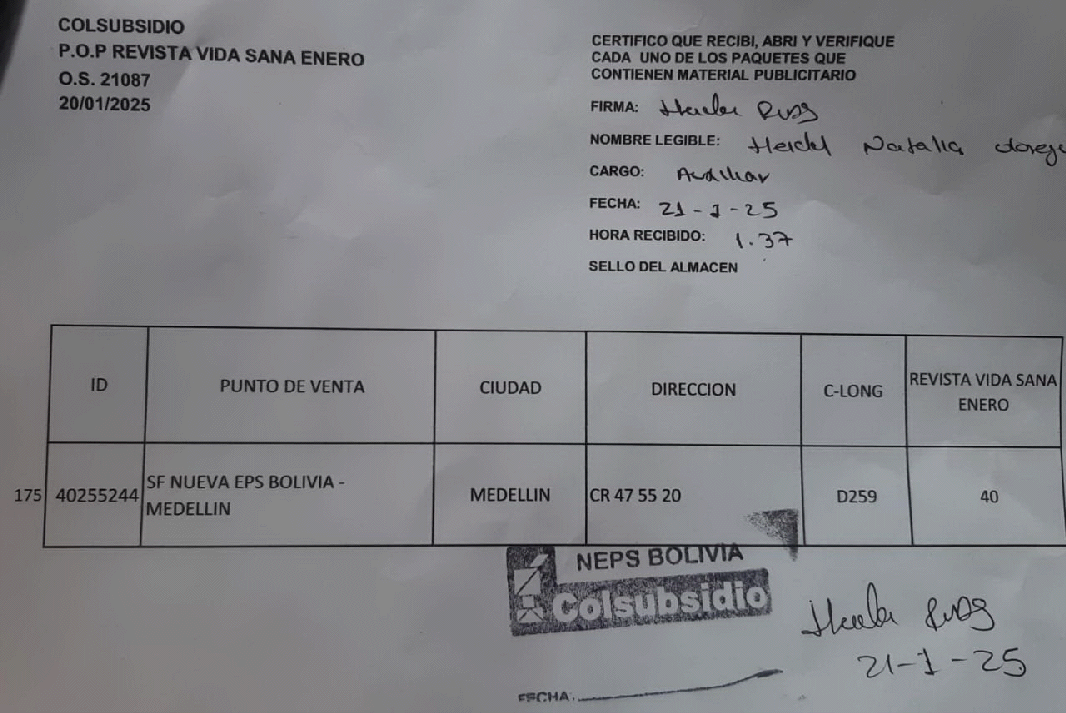 COLSUBSIDIO
P.O.P REVISTA VIDA SANA ENERO
O.S. 21087
20/01/2025
CERTIFICO QUE RECIBI, ABRI Y VERIFIQUE
CADA UNO DE LOS PAQUETES QUE
CONTIENEN MATERIAL PUBLICITARIO
FIRMA:
NOMBRE LEGIBLE: Natalia
CARGO: Auxiliar
FECHA: 21-1-25
HORA RECIBIDO: 1.37
SELLO DEL ALMACEN
ID PUNTO DE VENTA CIUDAD DIRECCION C-LONG REVISTA VIDA SANA
ENERO
175 40255244 SF NUEVA EPS BOLIVIA - MEDELLIN CR 47 55 20 D259 40
MEDELLIN
NEPS BOLIVIA
Colsubsidio
21-1-25
FECHA: